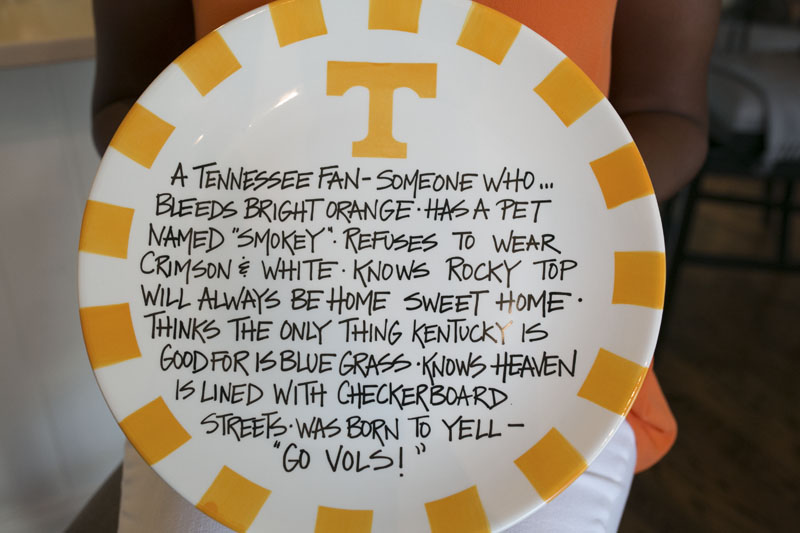 T
A TENNESSEE FAN - SOMEONE WHO...
BLEEDS BRIGHT ORANGE · HAS A PET
NAMED "SMOKEY" · REFUSES TO WEAR
CRIMSON & WHITE · KNOWS ROCKY TOP
WILL ALWAYS BE HOME SWEET HOME ·
THINKS THE ONLY THING KENTUCKY IS
GOOD FOR IS BLUE GRASS · KNOWS HEAVEN
IS LINED WITH CHECKERBOARD
STREETS · WAS BORN TO YELL -
"GO VOLS!"